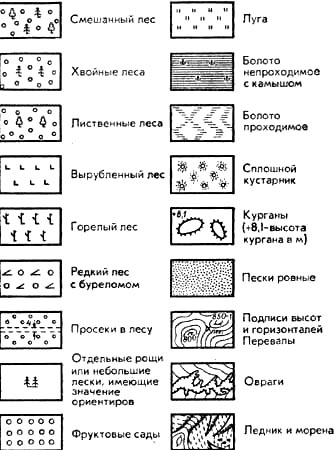 Смешанный лес
Хвойные леса
Лиственные леса
Вырубленный лес
Горелый лес
Редкий лес
с буреломом
Просеки в лесу
Отдельные рощи
или небольшие
лески, имеющие
значение
ориентиров
Фруктовые сады
Луга
Болото
непроходимое
с камышом
Болото
проходимое
Сплошной
кустарник
+8,1
Курганы
(+8,1-высота
кургана в м)
Пески ровные
850-1
800
Подписи высот
и горизонталей
Перевалы
Овраги
Ледник и морена